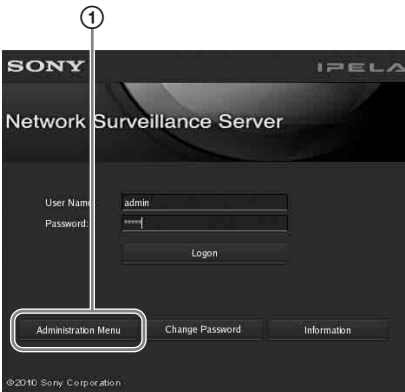 ①
SONY IPELA
Network Surveillance Server
User Name: admin
Password: *****
Logon
Administration Menu Change Password Information
©2010 Sony Corporation